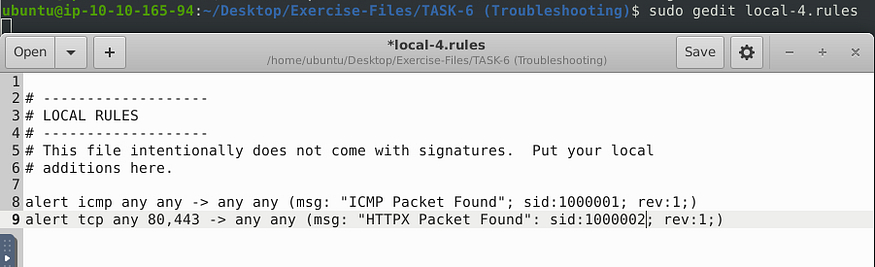 ubuntu@ip-10-10-165-94:~/Desktop/Exercise-Files/TASK-6 (Troubleshooting)$ sudo gedit local-4.rules
Open
*local-4.rules
/home/ubuntu/Desktop/Exercise-Files/TASK-6 (Troubleshooting)
Save
1
2 # -------------------
3 # LOCAL RULES
4 # -------------------
5 # This file intentionally does not come with signatures.  Put your local
6 # additions here.
7
8 alert icmp any any -> any any (msg: "ICMP Packet Found"; sid:1000001; rev:1;)
9 alert tcp any 80,443 -> any any (msg: "HTTPX Packet Found": sid:1000002; rev:1;)